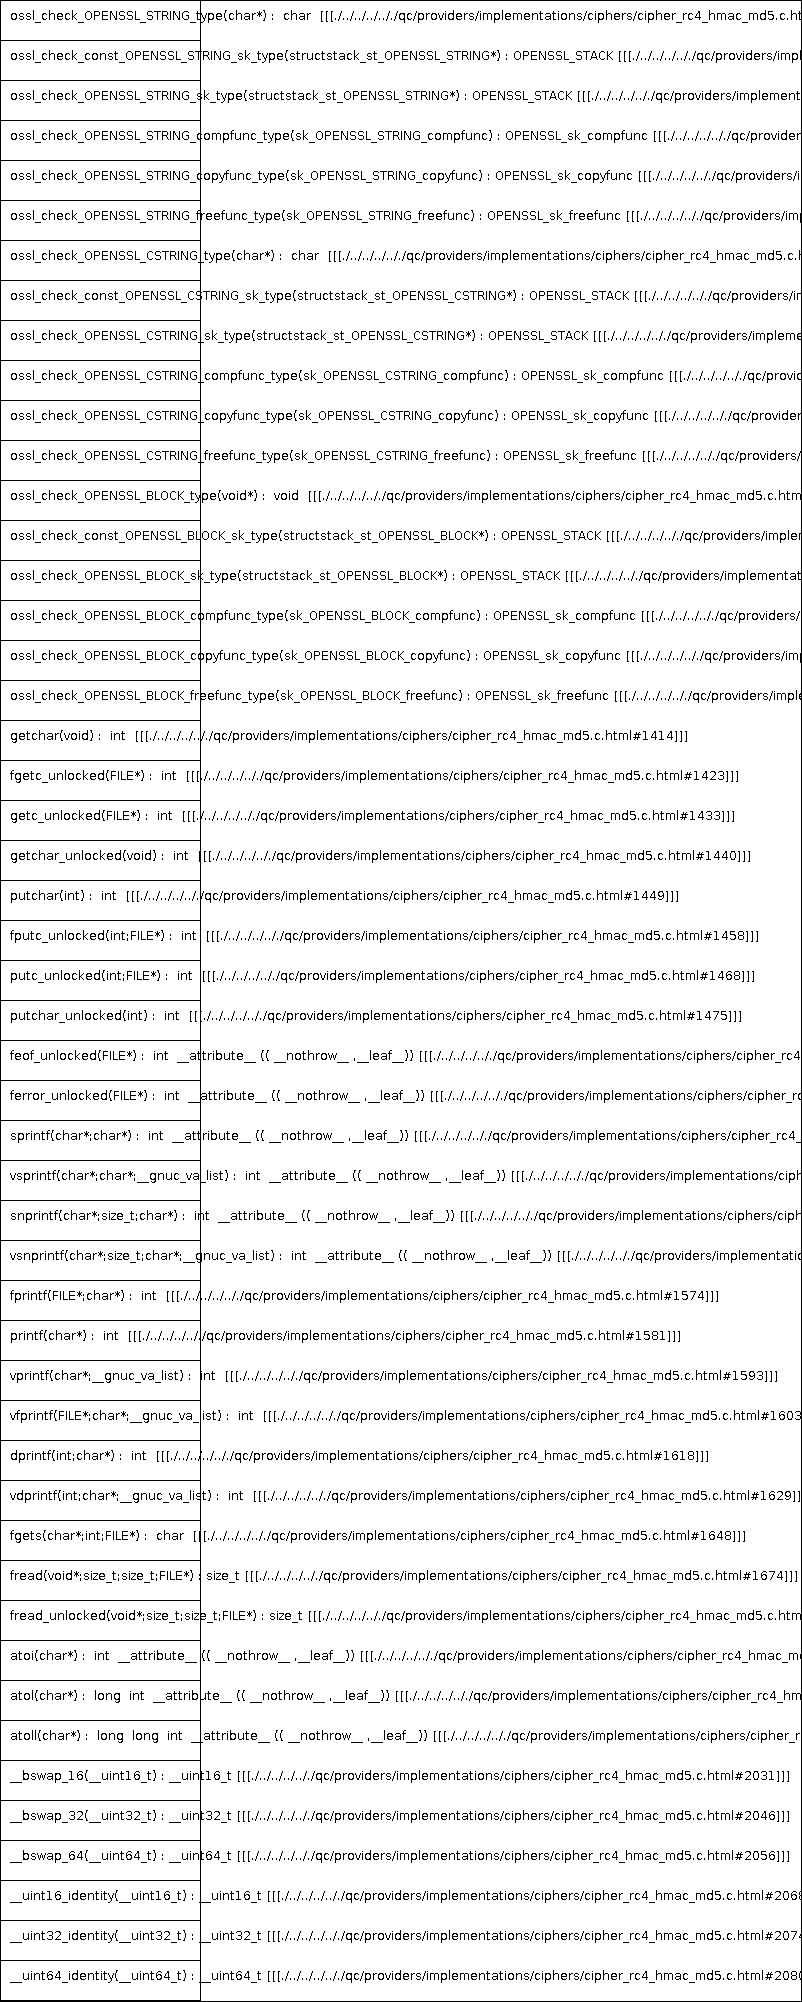 ossl_check_OPENSSL_STRING_type(char*) : char [[[./../../../../../qc/providers/implementations/ciphers/cipher_rc4_hmac_md5.c.ht
ossl_check_const_OPENSSL_STRING_sk_type(structstack_st_OPENSSL_STRING*) : OPENSSL_STACK [[[./../../../../../qc/providers/impl
ossl_check_OPENSSL_STRING_sk_type(structstack_st_OPENSSL_STRING*) : OPENSSL_STACK [[[./../../../../../qc/providers/implement
ossl_check_OPENSSL_STRING_compfunc_type(sk_OPENSSL_STRING_compfunc) : OPENSSL_sk_compfunc [[[./../../../../../qc/provider
ossl_check_OPENSSL_STRING_copyfunc_type(sk_OPENSSL_STRING_copyfunc) : OPENSSL_sk_copyfunc [[[./../../../../../qc/providers/i
ossl_check_OPENSSL_STRING_freefunc_type(sk_OPENSSL_STRING_freefunc) : OPENSSL_sk_freefunc [[[./../../../../../qc/providers/im
ossl_check_OPENSSL_CSTRING_type(char*) : char [[[./../../../../../qc/providers/implementations/ciphers/cipher_rc4_hmac_md5.c.h
ossl_check_const_OPENSSL_CSTRING_sk_type(structstack_st_OPENSSL_CSTRING*) : OPENSSL_STACK [[[./../../../../../qc/providers/in
ossl_check_OPENSSL_CSTRING_sk_type(structstack_st_OPENSSL_CSTRING*) : OPENSSL_STACK [[[./../../../../../qc/providers/impleme
ossl_check_OPENSSL_CSTRING_compfunc_type(sk_OPENSSL_CSTRING_compfunc) : OPENSSL_sk_compfunc [[[./../../../../../qc/provid
ossl_check_OPENSSL_CSTRING_copyfunc_type(sk_OPENSSL_CSTRING_copyfunc) : OPENSSL_sk_copyfunc [[[./../../../../../qc/provider
ossl_check_OPENSSL_CSTRING_freefunc_type(sk_OPENSSL_CSTRING_freefunc) : OPENSSL_sk_freefunc [[[./../../../../../qc/providers/
ossl_check_OPENSSL_BLOCK_type(void*) : void [[[./../../../../../qc/providers/implementations/ciphers/cipher_rc4_hmac_md5.c.htm
ossl_check_const_OPENSSL_BLOCK_sk_type(structstack_st_OPENSSL_BLOCK*) : OPENSSL_STACK [[[./../../../../../qc/providers/implen
ossl_check_OPENSSL_BLOCK_sk_type(structstack_st_OPENSSL_BLOCK*) : OPENSSL_STACK [[[./../../../../../qc/providers/implementat
ossl_check_OPENSSL_BLOCK_compfunc_type(sk_OPENSSL_BLOCK_compfunc) : OPENSSL_sk_compfunc [[[./../../../../../qc/providers/
ossl_check_OPENSSL_BLOCK_copyfunc_type(sk_OPENSSL_BLOCK_copyfunc) : OPENSSL_sk_copyfunc [[[./../../../../../qc/providers/im
ossl_check_OPENSSL_BLOCK_freefunc_type(sk_OPENSSL_BLOCK_freefunc) : OPENSSL_sk_freefunc [[[./../../../../../qc/providers/imple
getchar(void) : int [[[./../../../../../qc/providers/implementations/ciphers/cipher_rc4_hmac_md5.c.html#1414]]]
fgetc_unlocked(FILE*) : int [[[./../../../../../qc/providers/implementations/ciphers/cipher_rc4_hmac_md5.c.html#1423]]]
getc_unlocked(FILE*) : int [[[./../../../../../qc/providers/implementations/ciphers/cipher_rc4_hmac_md5.c.html#1433]]]
getchar_unlocked(void) : int [[[./../../../../../qc/providers/implementations/ciphers/cipher_rc4_hmac_md5.c.html#1440]]]
putchar(int) : int [[[./../../../../../qc/providers/implementations/ciphers/cipher_rc4_hmac_md5.c.html#1449]]]
fputc_unlocked(int;FILE*) : int [[[./../../../../../qc/providers/implementations/ciphers/cipher_rc4_hmac_md5.c.html#1458]]]
putc_unlocked(int;FILE*) : int [[[./../../../../../qc/providers/implementations/ciphers/cipher_rc4_hmac_md5.c.html#1468]]]
putchar_unlocked(int) : int [[[./../../../../../qc/providers/implementations/ciphers/cipher_rc4_hmac_md5.c.html#1475]]]
feof_unlocked(FILE*) : int __attribute__ (( __nothrow__ ,__leaf__)) [[[./../../../../../qc/providers/implementations/ciphers/cipher_rc4
ferror_unlocked(FILE*) : int __attribute__ (( __nothrow__ ,__leaf__)) [[[./../../../../../qc/providers/implementations/ciphers/cipher_rc
sprintf(char*;char*) : int __attribute__ (( __nothrow__ ,__leaf__)) [[[./../../../../../qc/providers/implementations/ciphers/cipher_rc4_
vsprintf(char*;char*;__gnuc_va_list) : int __attribute__ (( __nothrow__ ,__leaf__)) [[[./../../../../../qc/providers/implementations/ciph
snprintf(char*;size_t;char*) : int __attribute__ (( __nothrow__ ,__leaf__)) [[[./../../../../../qc/providers/implementations/ciphers/ciph
vsnprintf(char*;size_t;char*;__gnuc_va_list) : int __attribute__ (( __nothrow__ ,__leaf__)) [[[./../../../../../qc/providers/implementatio
fprintf(FILE*;char*) : int [[[./../../../../../qc/providers/implementations/ciphers/cipher_rc4_hmac_md5.c.html#1574]]]
printf(char*) : int [[[./../../../../../qc/providers/implementations/ciphers/cipher_rc4_hmac_md5.c.html#1581]]]
vprintf(char*;__gnuc_va_list) : int [[[./../../../../../qc/providers/implementations/ciphers/cipher_rc4_hmac_md5.c.html#1593]]]
vfprintf(FILE*;char*;__gnuc_va_list) : int [[[./../../../../../qc/providers/implementations/ciphers/cipher_rc4_hmac_md5.c.html#1603
dprintf(int;char*) : int [[[./../../../../../qc/providers/implementations/ciphers/cipher_rc4_hmac_md5.c.html#1618]]]
vdprintf(int;char*;__gnuc_va_list) : int [[[./../../../../../qc/providers/implementations/ciphers/cipher_rc4_hmac_md5.c.html#1629]]
fgets(char*;int;FILE*) : char [[[./../../../../../qc/providers/implementations/ciphers/cipher_rc4_hmac_md5.c.html#1648]]]
fread(void*;size_t;size_t;FILE*) : size_t [[[./../../../../../qc/providers/implementations/ciphers/cipher_rc4_hmac_md5.c.html#1674]]]
fread_unlocked(void*;size_t;size_t;FILE*) : size_t [[[./../../../../../qc/providers/implementations/ciphers/cipher_rc4_hmac_md5.c.htm
atoi(char*) : int __attribute__ (( __nothrow__ ,__leaf__)) [[[./../../../../../qc/providers/implementations/ciphers/cipher_rc4_hmac_md
atol(char*) : long int __attribute__ (( __nothrow__ ,__leaf__)) [[[./../../../../../qc/providers/implementations/ciphers/cipher_rc4_hm
atoll(char*) : long long int __attribute__ (( __nothrow__ ,__leaf__)) [[[./../../../../../qc/providers/implementations/ciphers/cipher_r
__bswap_16(__uint16_t) : __uint16_t [[[./../../../../../qc/providers/implementations/ciphers/cipher_rc4_hmac_md5.c.html#2031]]]
__bswap_32(__uint32_t) : __uint32_t [[[./../../../../../qc/providers/implementations/ciphers/cipher_rc4_hmac_md5.c.html#2046]]]
__bswap_64(__uint64_t) : __uint64_t [[[./../../../../../qc/providers/implementations/ciphers/cipher_rc4_hmac_md5.c.html#2056]]]
__uint16_identity(__uint16_t) : __uint16_t [[[./../../../../../qc/providers/implementations/ciphers/cipher_rc4_hmac_md5.c.html#2068
__uint32_identity(__uint32_t) : __uint32_t [[[./../../../../../qc/providers/implementations/ciphers/cipher_rc4_hmac_md5.c.html#2074
__uint64_identity(__uint64_t) : __uint64_t [[[./../../../../../qc/providers/implementations/ciphers/cipher_rc4_hmac_md5.c.html#2080